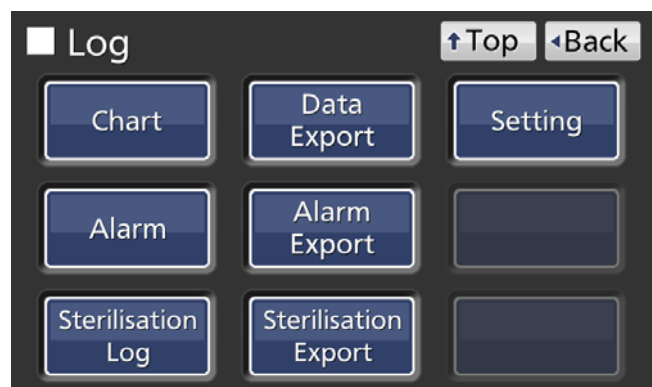 Log
↑Top
◂Back
Chart
Data
Export
Setting
Alarm
Alarm
Export
Sterilisation
Log
Sterilisation
Export